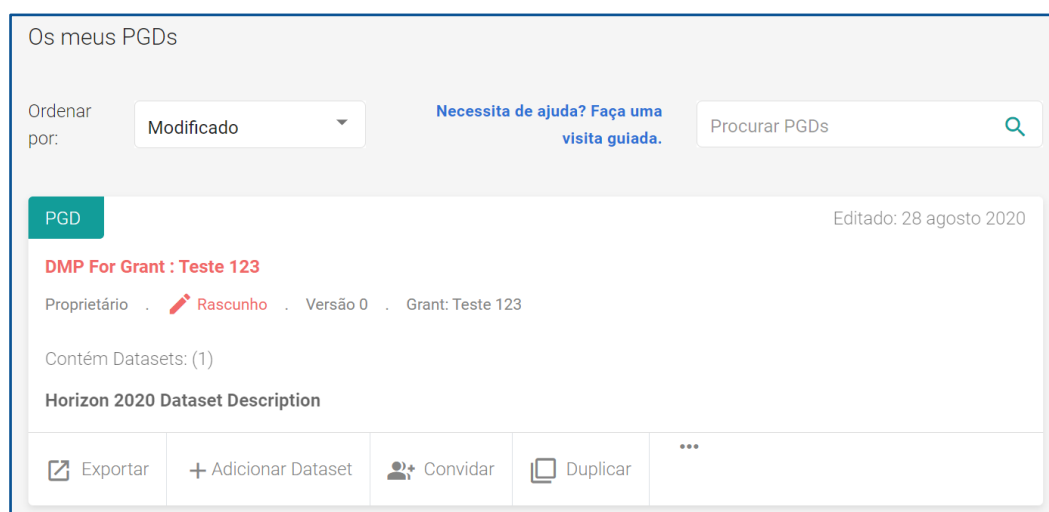 Os meus PGDs
Ordenar
por:
Modificado
Necessita de ajuda? Faça uma
visita guiada.
Procurar PGDs
PGD
Editado: 28 agosto 2020
DMP For Grant : Teste 123
Proprietário . Rascunho . Versão 0 . Grant: Teste 123
Contém Datasets: (1)
Horizon 2020 Dataset Description
Exportar
Adicionar Dataset
Convidar
Duplicar